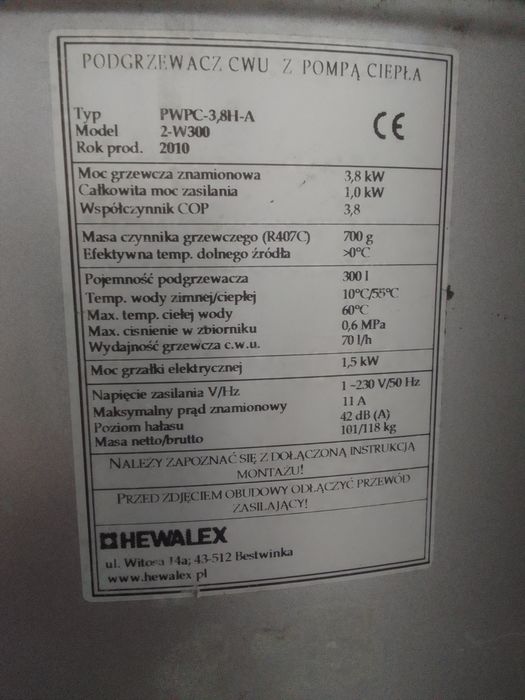 PODGRZEWACZ CWU Z POMPĄ CIEPŁA
Typ PWPC-3,8H-A
Model 2-W300
Rok prod. 2010
CE
Moc grzewcza znamionowa 3,8 kW
Całkowita moc zasilania 1,0 kW
Współczynnik COP 3,8
Masa czynnika grzewczego (R407C) 700 g
Efektywna temp. dolnego źródła >0°C
Pojemność podgrzewacza 300 l
Temp. wody zimnej/ciepłej 10°C/55°C
Max. temp. ciełej wody 60°C
Max. cisnienie w zbiorniku 0,6 MPa
Wydajność grzewcza c.w.u. 70 l/h
Moc grzałki elektrycznej 1,5 kW
Napięcie zasilania V/Hz 1 ~230 V/50 Hz
Maksymalny prąd znamionowy 11 A
Poziom hałasu 42 dB (A)
Masa netto/brutto 101/118 kg
NALEŻY ZAPOZNAĆ SIĘ Z DOŁĄCZONĄ INSTRUKCJĄ
MONTAŻU!
PRZED ZDJĘCIEM OBUDOWY ODŁĄCZYĆ PRZEWÓD
ZASILAJĄCY!
HEWALEX
ul. Witosa 14a; 43-512 Bestwinka
www.hewalex.pl